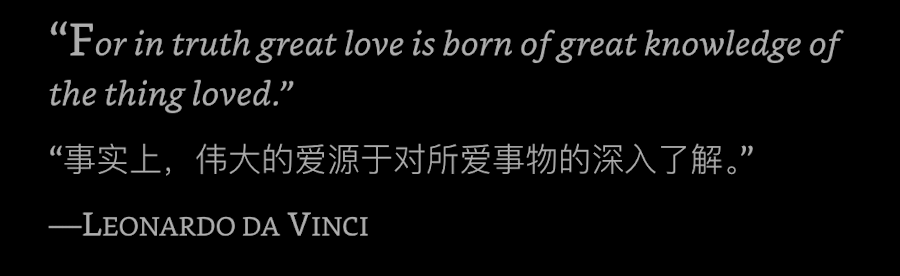 “For in truth great love is born of great knowledge of
the thing loved.”
“事实上，伟大的爱源于对所爱事物的深入了解。”
—LEONARDO DA VINCI